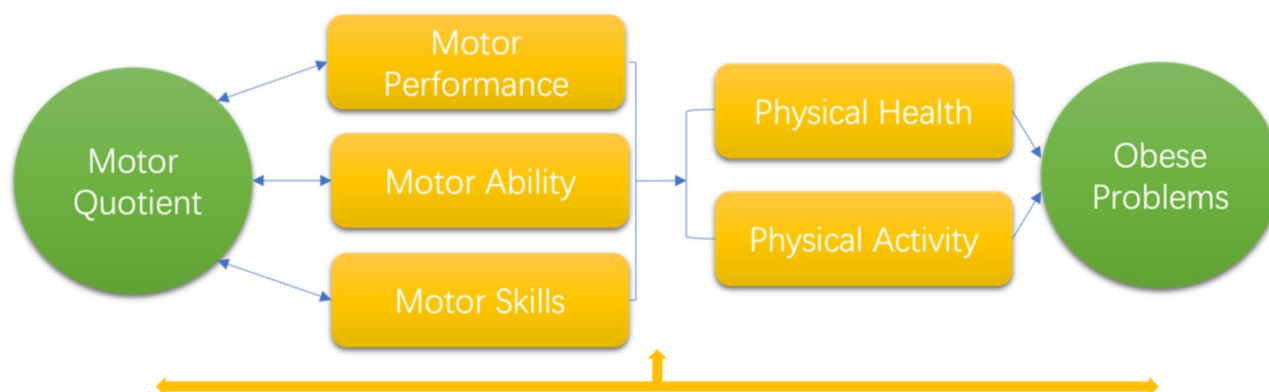 Motor
Quotient
Motor
Performance
Motor Ability
Motor Skills
Physical Health
Physical Activity
Obese
Problems